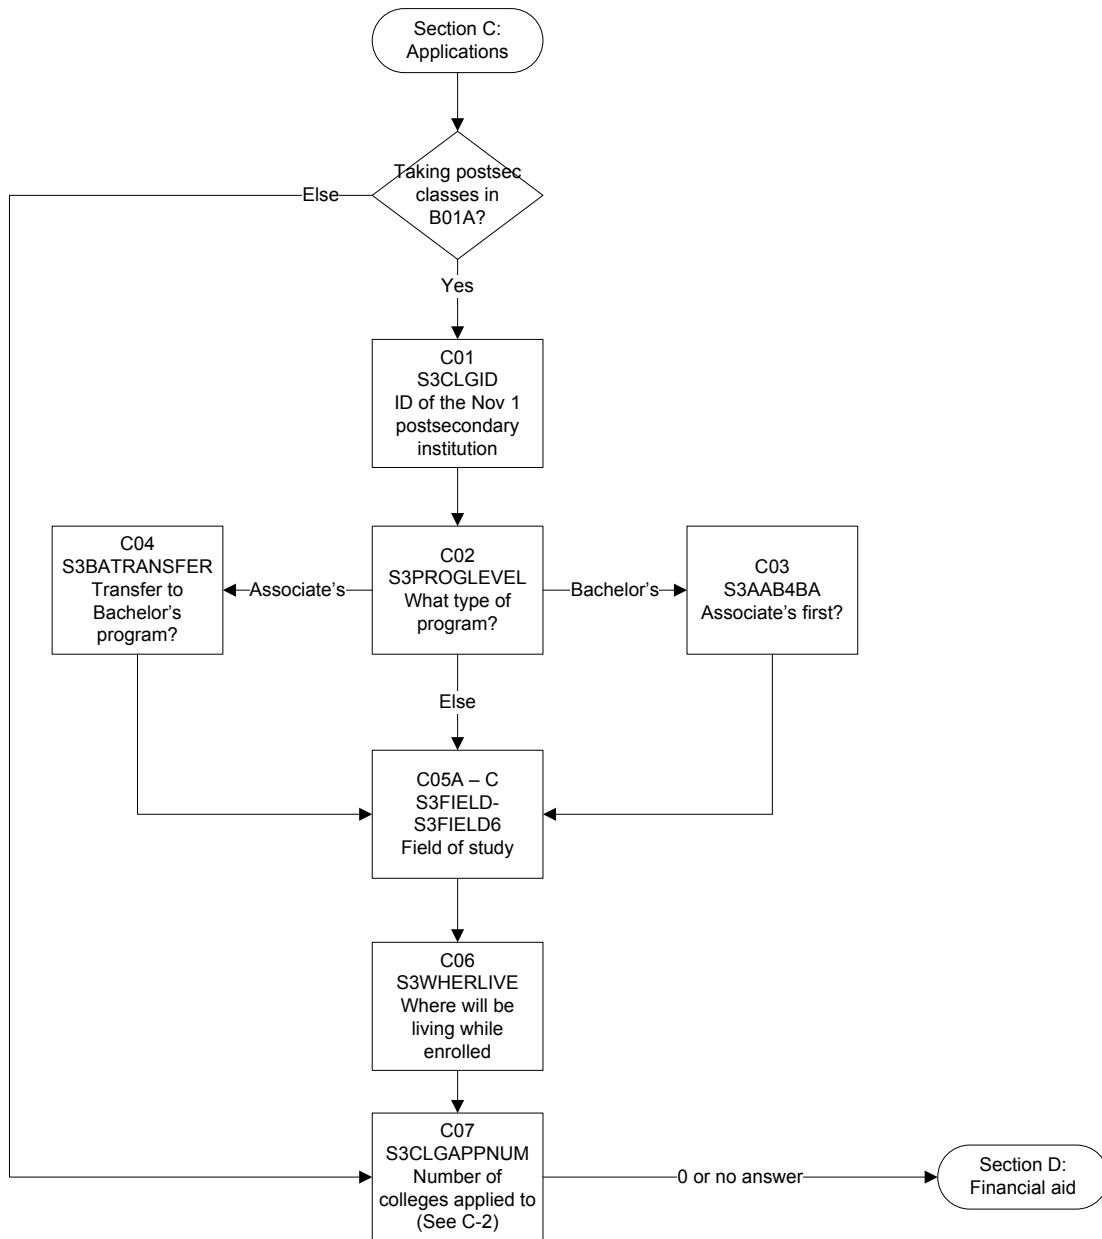 Section C:
Applications
Taking postsec
classes in
B01A?
Else
Yes
C01
S3CLGID
ID of the Nov 1
postsecondary
institution
C04
S3BATRANSFER
Transfer to
Bachelor's
program?
Associate's
C02
S3PROGLEVEL
What type of
program?
Bachelor's
C03
S3AAB4BA
Associate's first?
Else
C05A – C
S3FIELD-
S3FIELD6
Field of study
C06
S3WHERLIVE
Where will be
living while
enrolled
C07
S3CLGAPPNUM
Number of
colleges applied to
(See C-2)
0 or no answer
Section D:
Financial aid